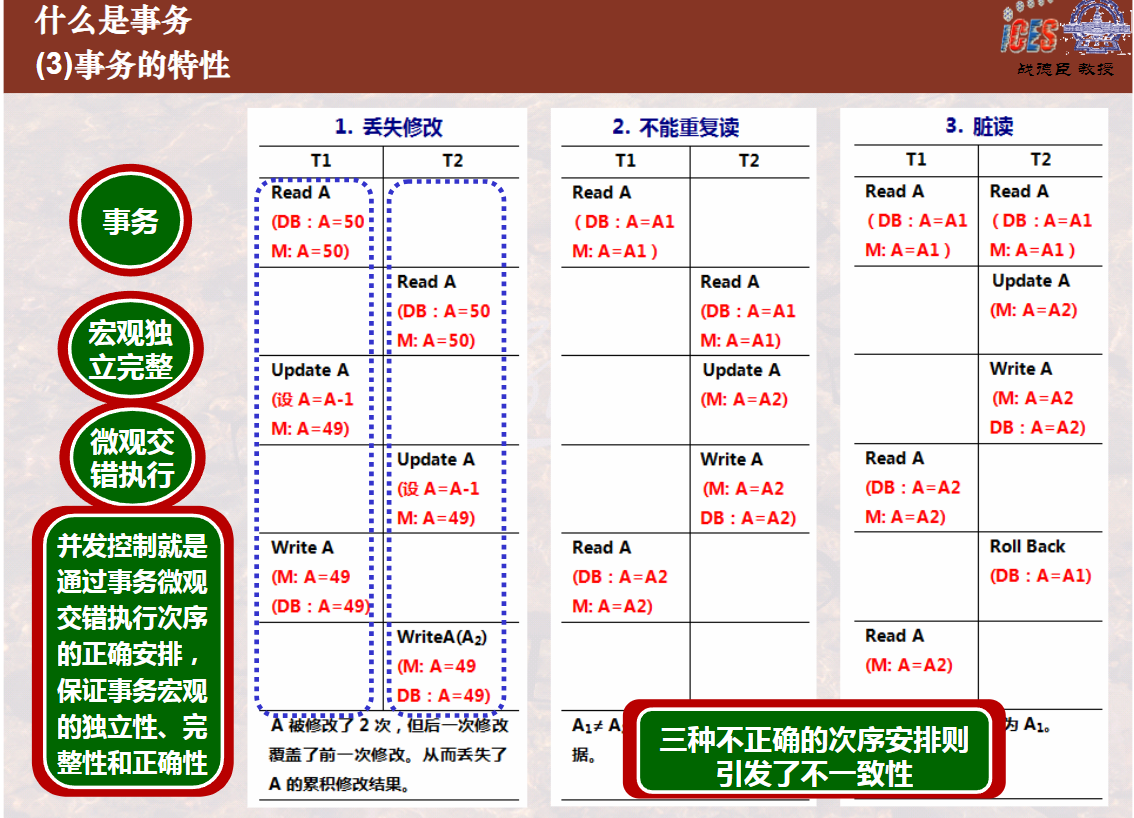 什么是事务
(3)事务的特性
iCES
战德臣 教授
事务
宏观独
立完整
微观交
错执行
并发控制就是
通过事务微观
交错执行次序
的正确安排，
保证事务宏观
的独立性、完
整性和正确性
1. 丢失修改
T1 T2
Read A
(DB：A=50
M: A=50)
Read A
(DB：A=50
M: A=50)
Update A
(设 A=A-1
M: A=49)
Update A
(设 A=A-1
M: A=49)
Write A
(M: A=49
(DB：A=49)
WriteA(A₂)
(M: A=49
DB：A=49)
A 被修改了 2 次，但后一次修改
覆盖了前一次修改。从而丢失了
A 的累积修改结果。
2. 不能重复读
T1 T2
Read A
（DB：A=A1
M: A=A1）
Read A
(DB：A=A1
M: A=A1)
Update A
(M: A=A2)
Write A
(M: A=A2
DB：A=A2)
Read A
(DB：A=A2
M: A=A2)
A₁≠ A
据。
3. 脏读
T1 T2
Read A
（DB：A=A1
M: A=A1）
Read A
（DB：A=A1
M: A=A1）
Update A
(M: A=A2)
Write A
(M: A=A2
DB：A=A2)
Read A
(DB：A=A2
M: A=A2)
Roll Back
(DB：A=A1)
Read A
(M: A=A2)
为 A₁。
三种不正确的次序安排则
引发了不一致性